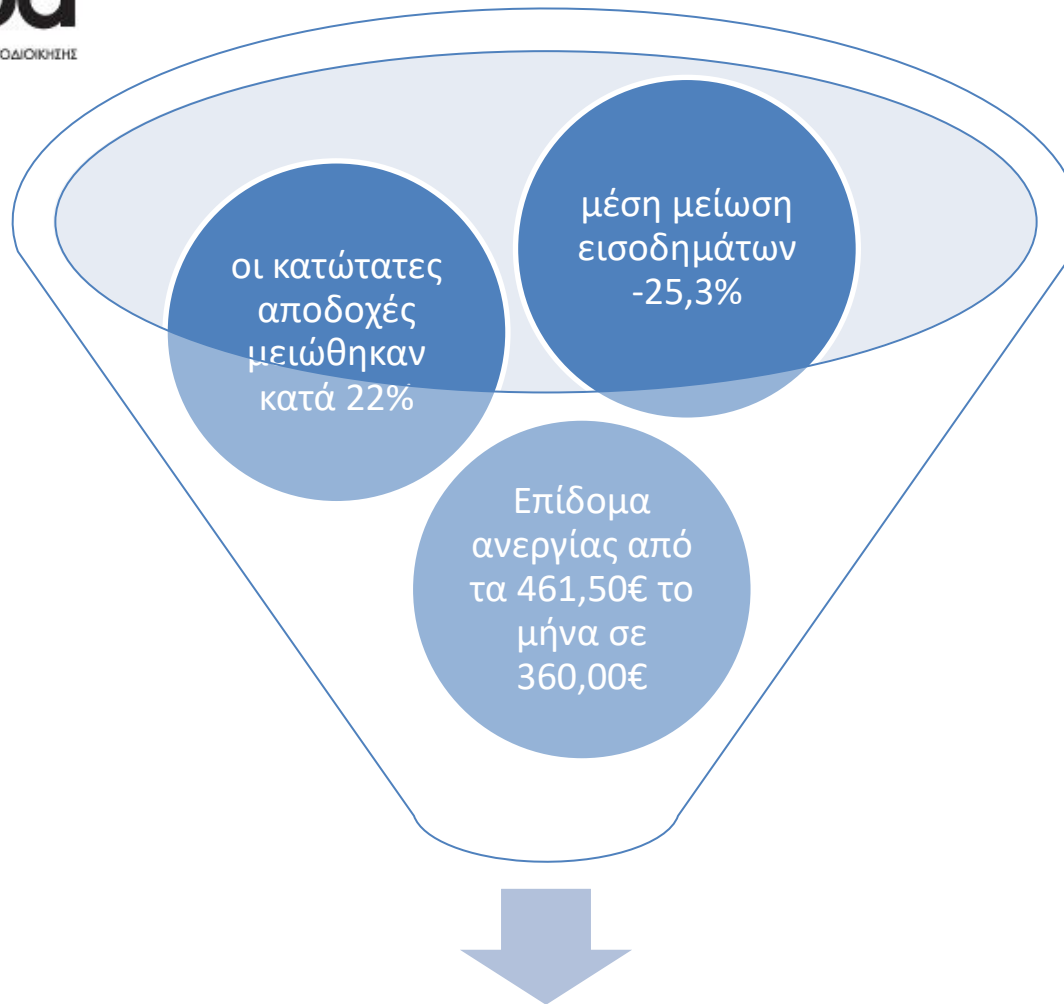 ΟΔΙΟΙΚΗΣΗΣ
οι κατώτατες
αποδοχές
μειώθηκαν
κατά 22%
μέση μείωση
εισοδημάτων
-25,3%
Επίδομα
ανεργίας από
τα 461,50€ το
μήνα σε
360,00€